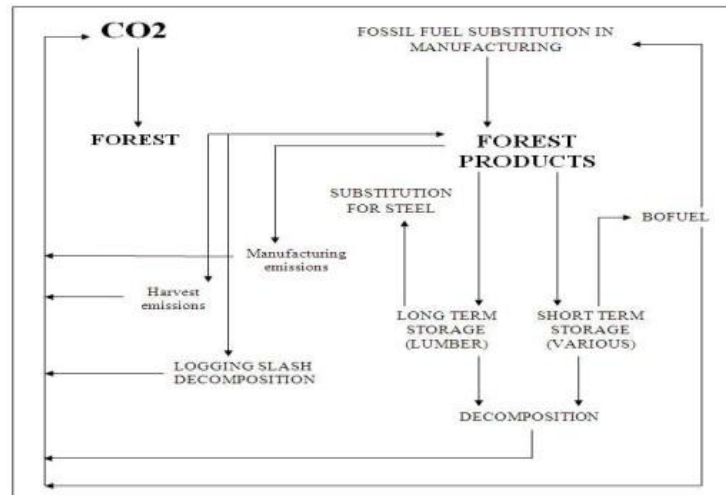 CO2
FOSSIL FUEL SUBSTITUTION IN
MANUFACTURING
FOREST
FOREST
PRODUCTS
SUBSTITUTION
FOR STEEL
BOFUEL
Manufacturing
emissions
Harvest
emissions
LONG TERM
STORAGE
(LUMBER)
SHORT TERM
STORAGE
(VARIOUS)
LOGGING SLASH
DECOMPOSITION
DECOMPOSITION